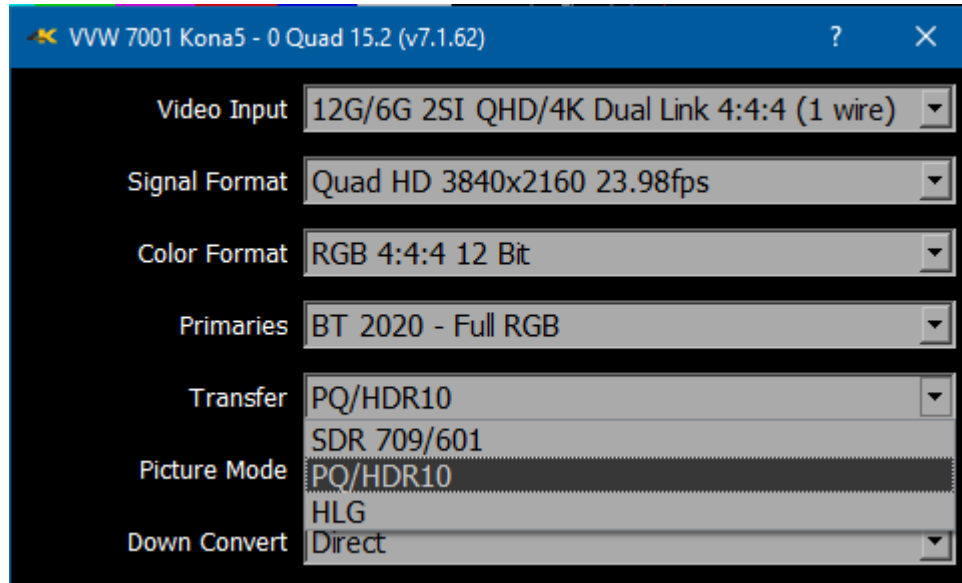 VVW 7001 Kona5 - 0 Quad 15.2 (v7.1.62) ? ×
Video Input 12G/6G 2SI QHD/4K Dual Link 4:4:4 (1 wire)
Signal Format Quad HD 3840x2160 23.98fps
Color Format RGB 4:4:4 12 Bit
Primaries BT 2020 - Full RGB
Transfer PQ/HDR10
SDR 709/601
Picture Mode PQ/HDR10
HLG
Down Convert Direct